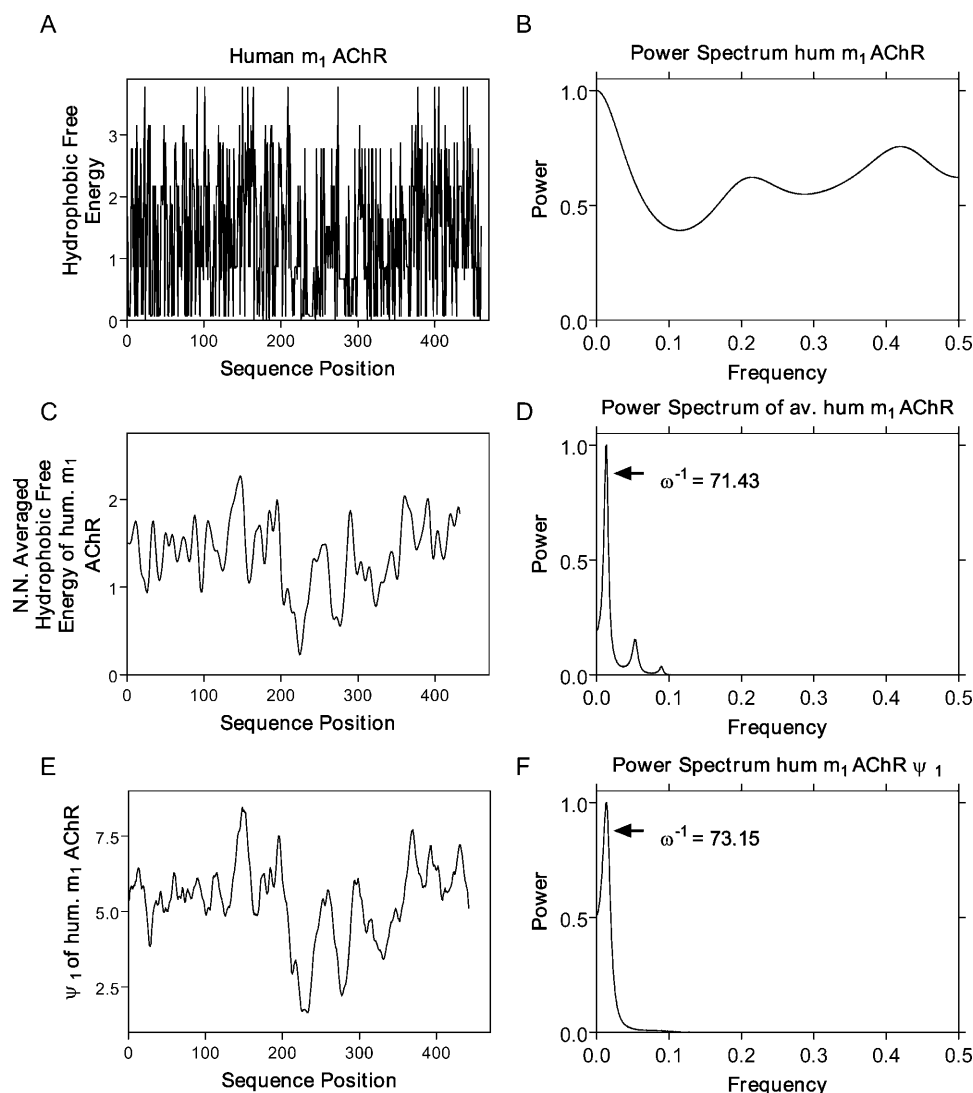 A
Human m₁ AChR
Hydrophobic Free
Energy
3
2
1
0
0 100 200 300 400
Sequence Position
B
Power Spectrum hum m₁ AChR
Power
1.0
0.5
0.0
0.0 0.1 0.2 0.3 0.4 0.5
Frequency
C
N.N. Averaged
Hydrophobic Free
Energy of hum. m₁
AChR
2
1
0
0 100 200 300 400
Sequence Position
D
Power Spectrum of av. hum m₁ AChR
ω⁻¹ = 71.43
Power
1.0
0.5
0.0
0.0 0.1 0.2 0.3 0.4 0.5
Frequency
E
ψ ₁ of hum. m₁ AChR
7.5
5.0
2.5
0 100 200 300 400
Sequence Position
F
Power Spectrum hum m₁ AChR ψ ₁
ω⁻¹ = 73.15
Power
1.0
0.5
0.0
0.0 0.1 0.2 0.3 0.4 0.5
Frequency